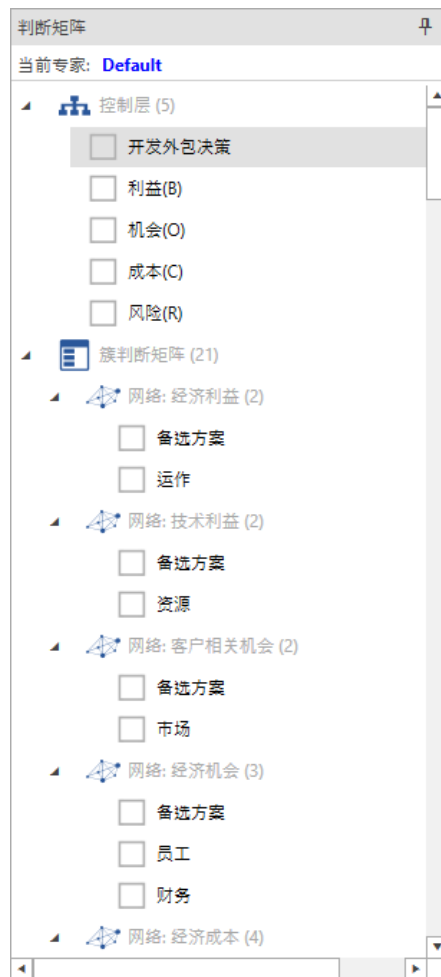 判断矩阵
当前专家: Default
控制层 (5)
开发外包决策
利益(B)
机会(O)
成本(C)
风险(R)
簇判断矩阵 (21)
网络: 经济利益 (2)
备选方案
运作
网络: 技术利益 (2)
备选方案
资源
网络: 客户相关机会 (2)
备选方案
市场
网络: 经济机会 (3)
备选方案
员工
财务
网络: 经济成本 (4)